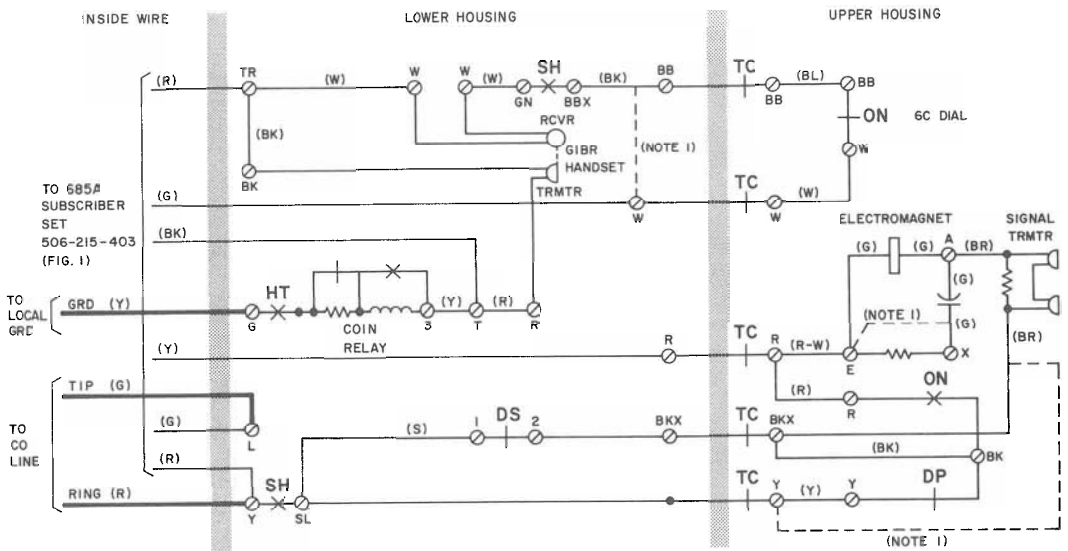 INSIDE WIRE LOWER HOUSING UPPER HOUSING
(R) TR (W) W W (W) GN SH BBX (BK) BB TC BB (BL) BB
ON 6C DIAL
RCVR
(BK) GIBR (NOTE 1) W
HANDSET
BK TRMTR
TO 685A
SUBSCRIBER
SET
506-215-403
(FIG. 1)
(G) W TC W (W)
ELECTROMAGNET SIGNAL
TRMTR
(BK) (G) (G) A (BR)
(G)
TO
LOCAL
GRD
GRD (Y) G HT 3 (Y) T (R) R
COIN
RELAY
(NOTE 1) (G)
(BR)
(Y) R TC R (R-W) E X
(R) R ON
TO
CO
LINE
TIP (G)
(G) L
(S) 1 DS 2 BKX TC BKX
(BK) BK
(R)
RING (R) Y SH SL TC Y (Y) Y DP
(NOTE 1)